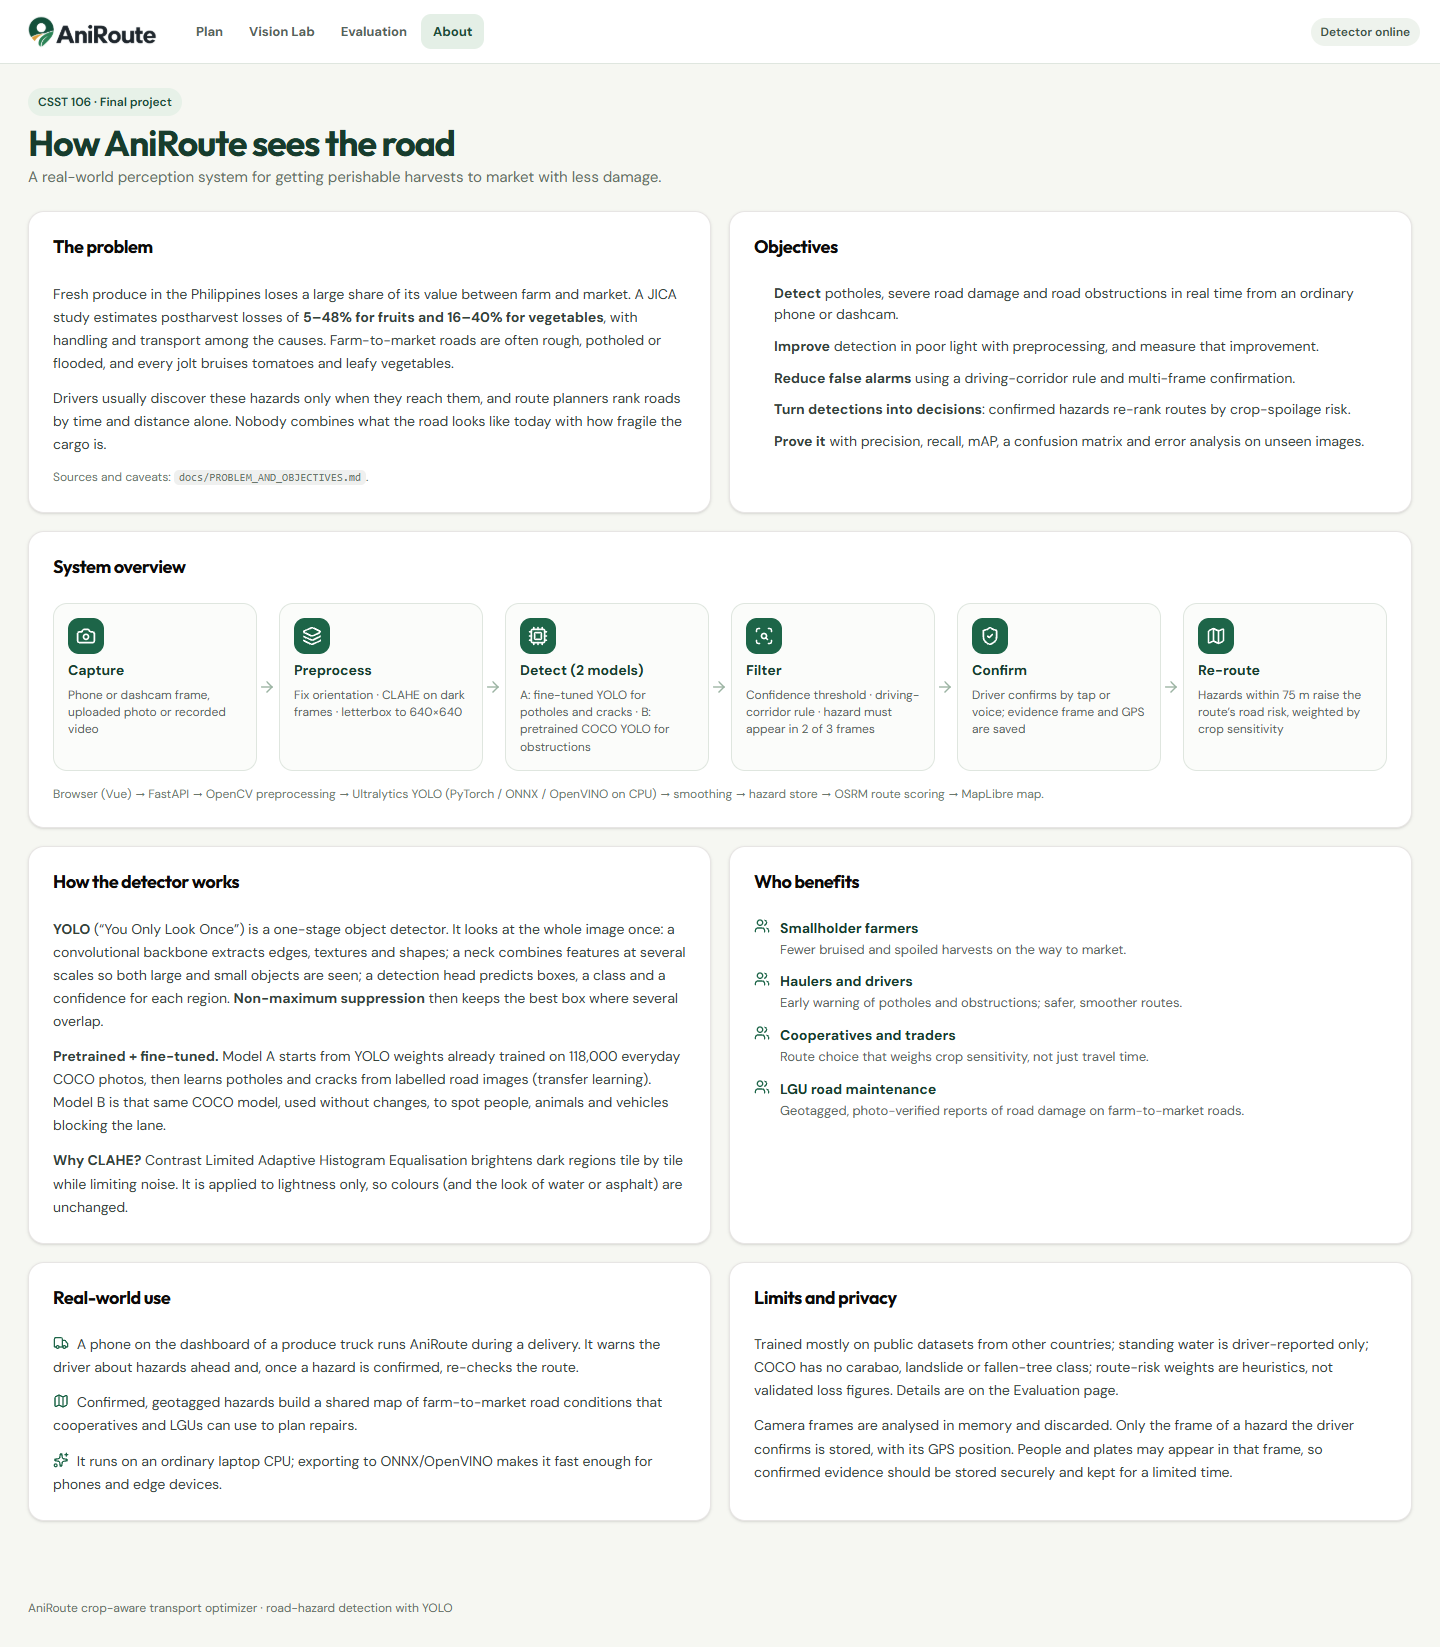 AniRoute
Plan
Vision Lab
Evaluation
About
Detector online
CSST 106 · Final project
How AniRoute sees the road
A real-world perception system for getting perishable harvests to market with less damage.
The problem
Fresh produce in the Philippines loses a large share of its value between farm and market. A JICA
study estimates postharvest losses of 5–48% for fruits and 16–40% for vegetables, with
handling and transport among the causes. Farm-to-market roads are often rough, potholed or
flooded, and every jolt bruises tomatoes and leafy vegetables.
Drivers usually discover these hazards only when they reach them, and route planners rank roads
by time and distance alone. Nobody combines what the road looks like today with how fragile the
cargo is.
Sources and caveats: docs/PROBLEM_AND_OBJECTIVES.md.
Objectives
Detect potholes, severe road damage and road obstructions in real time from an ordinary
phone or dashcam.
Improve detection in poor light with preprocessing, and measure that improvement.
Reduce false alarms using a driving-corridor rule and multi-frame confirmation.
Turn detections into decisions: confirmed hazards re-rank routes by crop-spoilage risk.
Prove it with precision, recall, mAP, a confusion matrix and error analysis on unseen images.
System overview
Capture
Phone or dashcam frame,
uploaded photo or recorded
video
→
Preprocess
Fix orientation · CLAHE on dark
frames · letterbox to 640×640
→
Detect (2 models)
A: fine-tuned YOLO for
potholes and cracks · B:
pretrained COCO YOLO for
obstructions
→
Filter
Confidence threshold · driving-
corridor rule · hazard must
appear in 2 of 3 frames
→
Confirm
Driver confirms by tap or
voice; evidence frame and GPS
are saved
→
Re-route
Hazards within 75 m raise the
route's road risk, weighted by
crop sensitivity
Browser (Vue) → FastAPI → OpenCV preprocessing → Ultralytics YOLO (PyTorch / ONNX / OpenVINO on CPU) → smoothing → hazard store → OSRM route scoring → MapLibre map.
How the detector works
YOLO (“You Only Look Once”) is a one-stage object detector. It looks at the whole image once: a
convolutional backbone extracts edges, textures and shapes; a neck combines features at several
scales so both large and small objects are seen; a detection head predicts boxes, a class and a
confidence for each region. Non-maximum suppression then keeps the best box where several
overlap.
Pretrained + fine-tuned. Model A starts from YOLO weights already trained on 118,000 everyday
COCO photos, then learns potholes and cracks from labelled road images (transfer learning).
Model B is that same COCO model, used without changes, to spot people, animals and vehicles
blocking the lane.
Why CLAHE? Contrast Limited Adaptive Histogram Equalisation brightens dark regions tile by tile
while limiting noise. It is applied to lightness only, so colours (and the look of water or asphalt) are
unchanged.
Who benefits
Smallholder farmers
Fewer bruised and spoiled harvests on the way to market.
Haulers and drivers
Early warning of potholes and obstructions; safer, smoother routes.
Cooperatives and traders
Route choice that weighs crop sensitivity, not just travel time.
LGU road maintenance
Geotagged, photo-verified reports of road damage on farm-to-market roads.
Real-world use
A phone on the dashboard of a produce truck runs AniRoute during a delivery. It warns the
driver about hazards ahead and, once a hazard is confirmed, re-checks the route.
Confirmed, geotagged hazards build a shared map of farm-to-market road conditions that
cooperatives and LGUs can use to plan repairs.
It runs on an ordinary laptop CPU; exporting to ONNX/OpenVINO makes it fast enough for
phones and edge devices.
Limits and privacy
Trained mostly on public datasets from other countries; standing water is driver-reported only;
COCO has no carabao, landslide or fallen-tree class; route-risk weights are heuristics, not
validated loss figures. Details are on the Evaluation page.
Camera frames are analysed in memory and discarded. Only the frame of a hazard the driver
confirms is stored, with its GPS position. People and plates may appear in that frame, so
confirmed evidence should be stored securely and kept for a limited time.
AniRoute crop-aware transport optimizer · road-hazard detection with YOLO